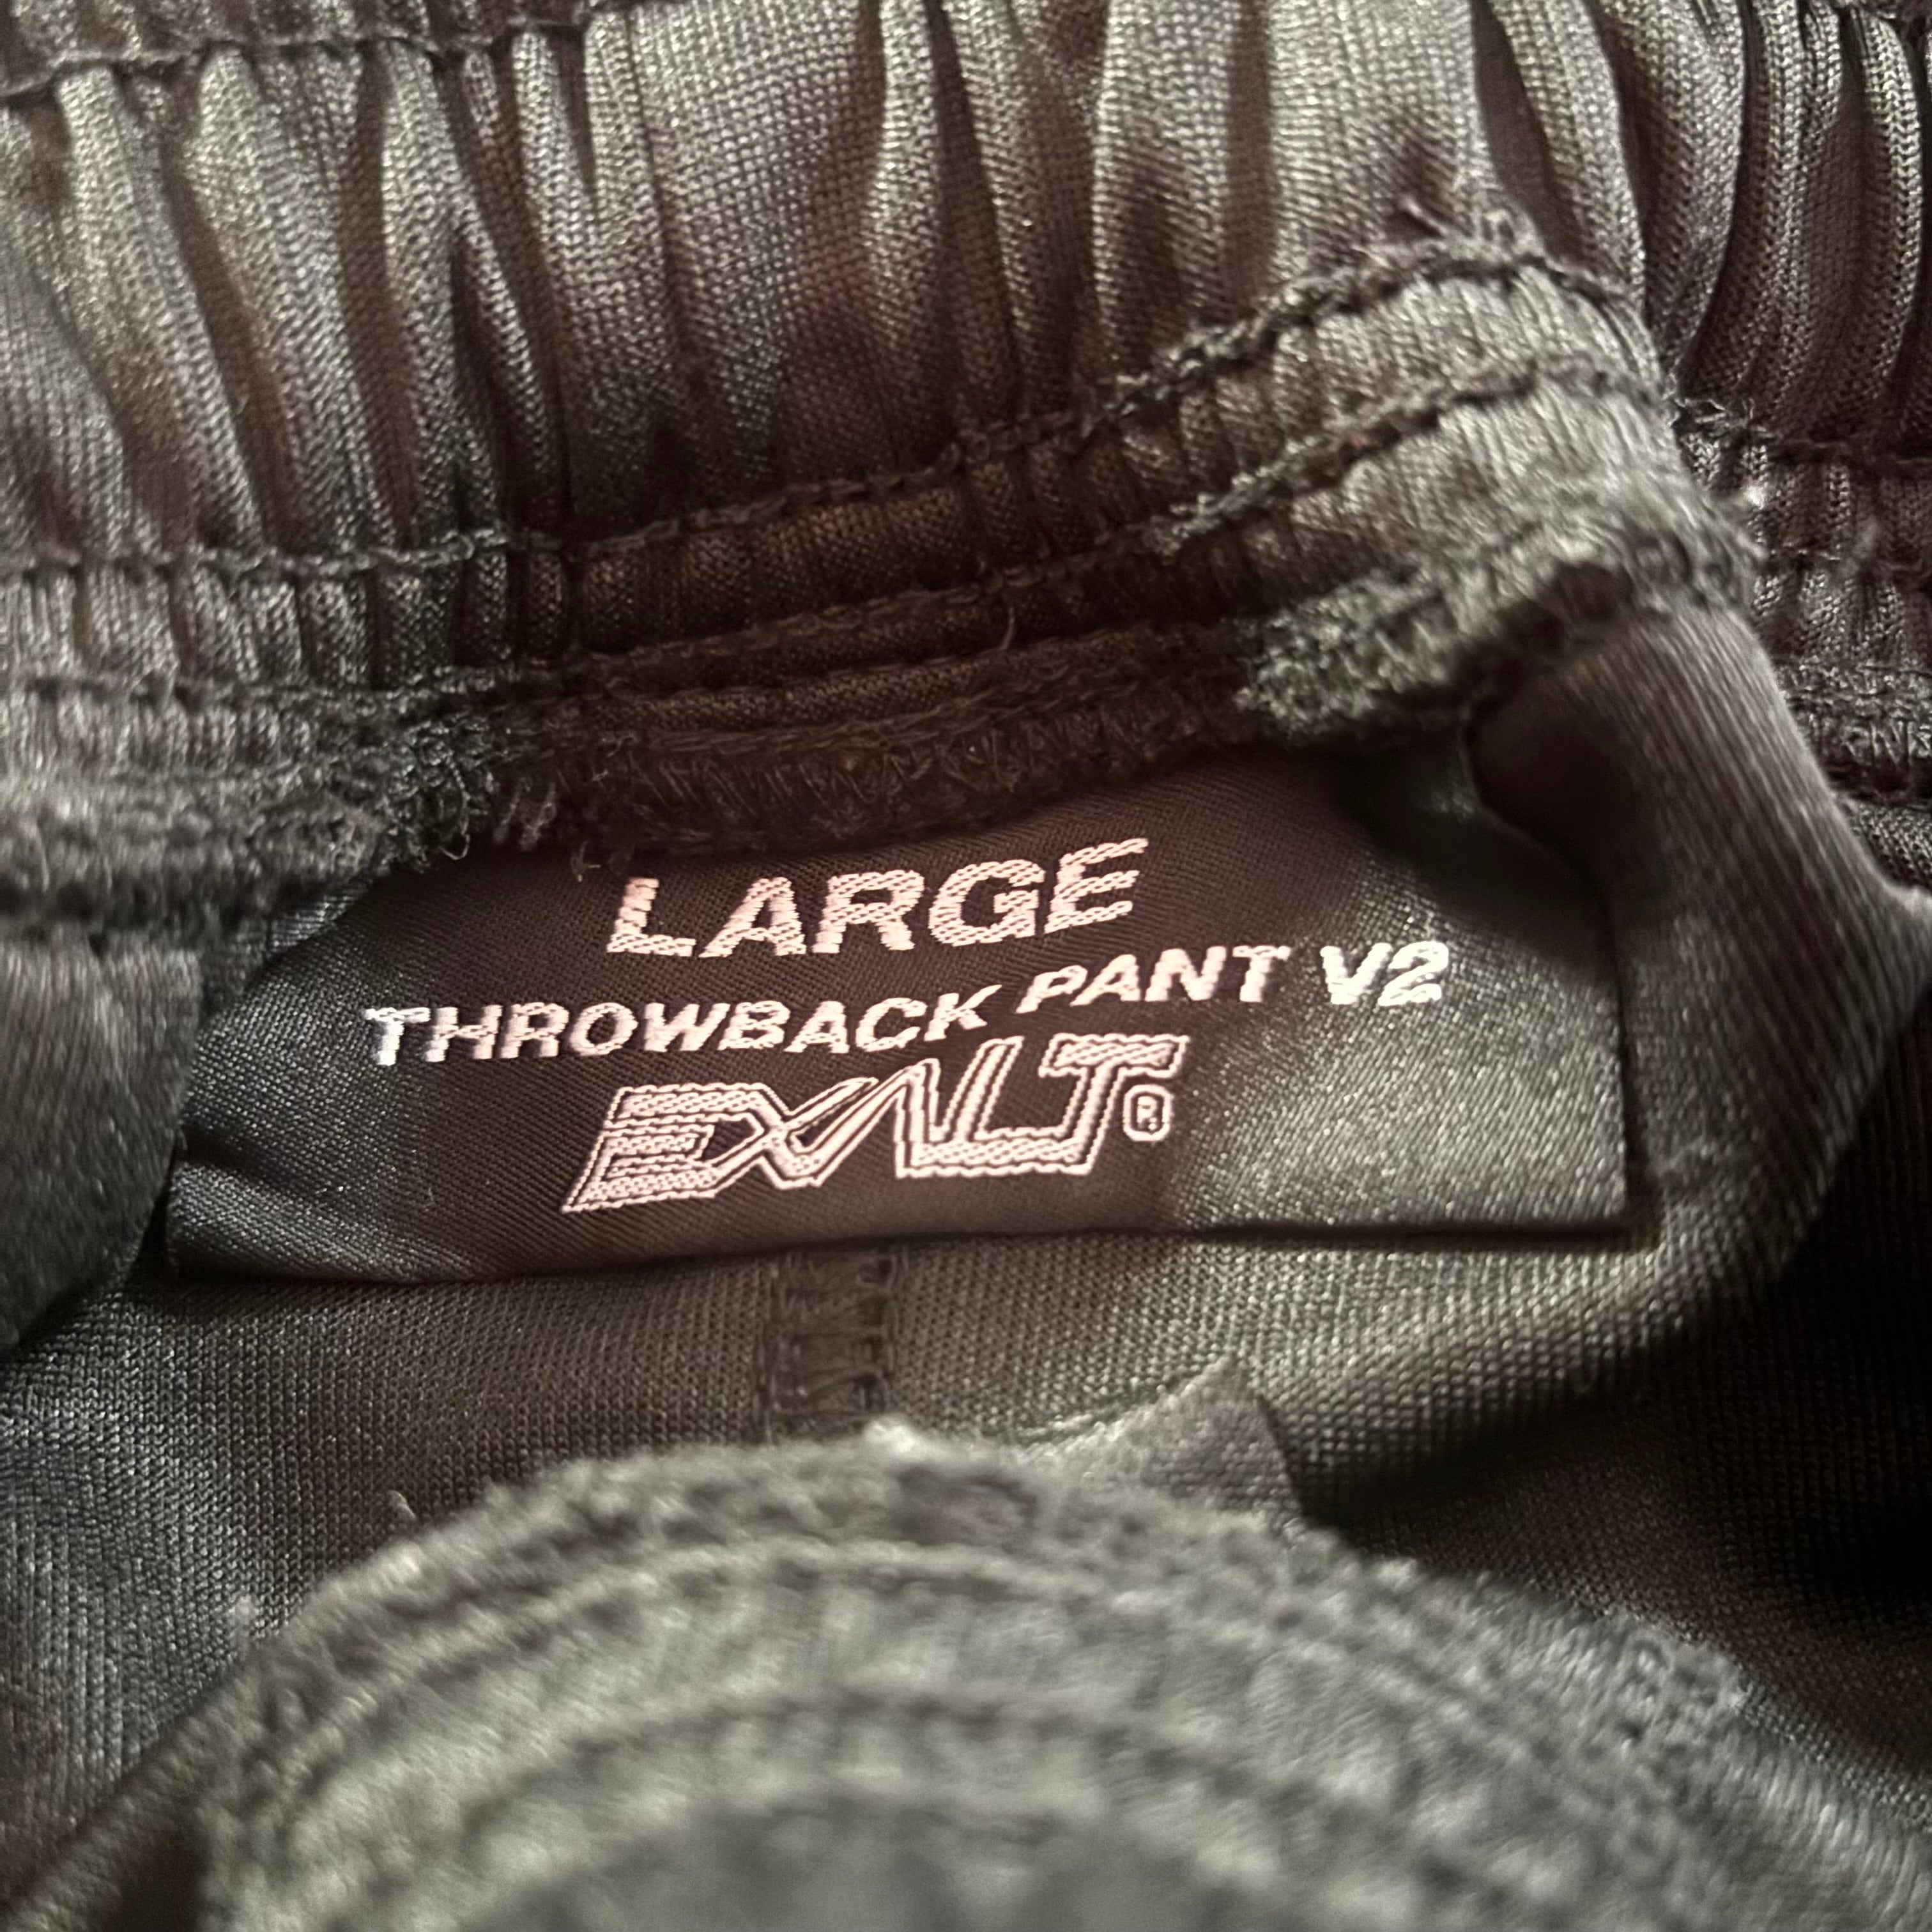 LARGE
THROWBACK PANT V2
EXALT®